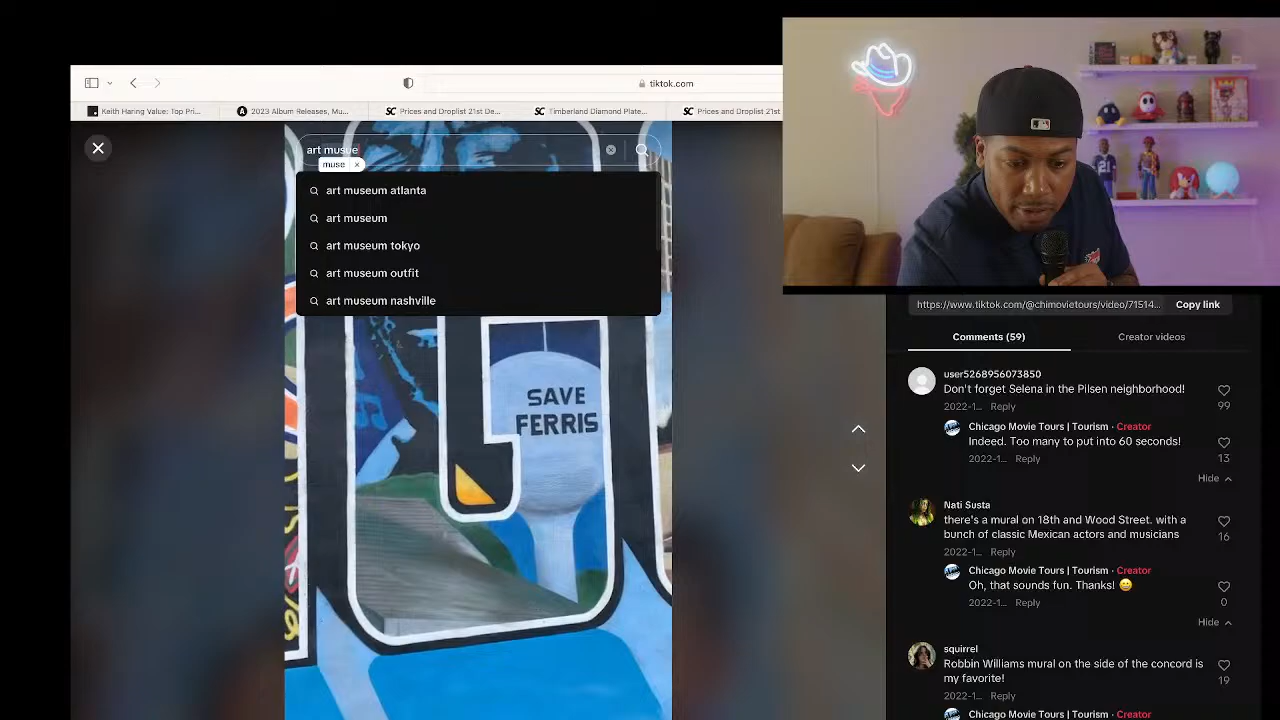 tiktok.com
Keith Haring Value: Top Pri...
2023 Album Releases, Mu...
SC Prices and Droplist 21st De...
SC Timberland Diamond Plate...
SC Prices and Droplist 21st
art musue
muse
art museum atlanta
art museum
art museum tokyo
art museum outfit
art museum nashville
SAVE
FERRIS
https://www.tiktok.com/@chimovietours/video/71514...
Copy link
Comments (59)
Creator videos
user5268956073850
Don't forget Selena in the Pilsen neighborhood!
2022-1... Reply
99
Chicago Movie Tours | Tourism · Creator
Indeed. Too many to put into 60 seconds!
2022-1... Reply
13
Hide
Nati Susta
there's a mural on 18th and Wood Street. with a
bunch of classic Mexican actors and musicians
2022-1... Reply
16
Chicago Movie Tours | Tourism · Creator
Oh, that sounds fun. Thanks! 😀
2022-1... Reply
0
Hide
squirrel
Robbin Williams mural on the side of the concord is
my favorite!
2022-1... Reply
19
Chicago Movie Tours | Tourism · Creator